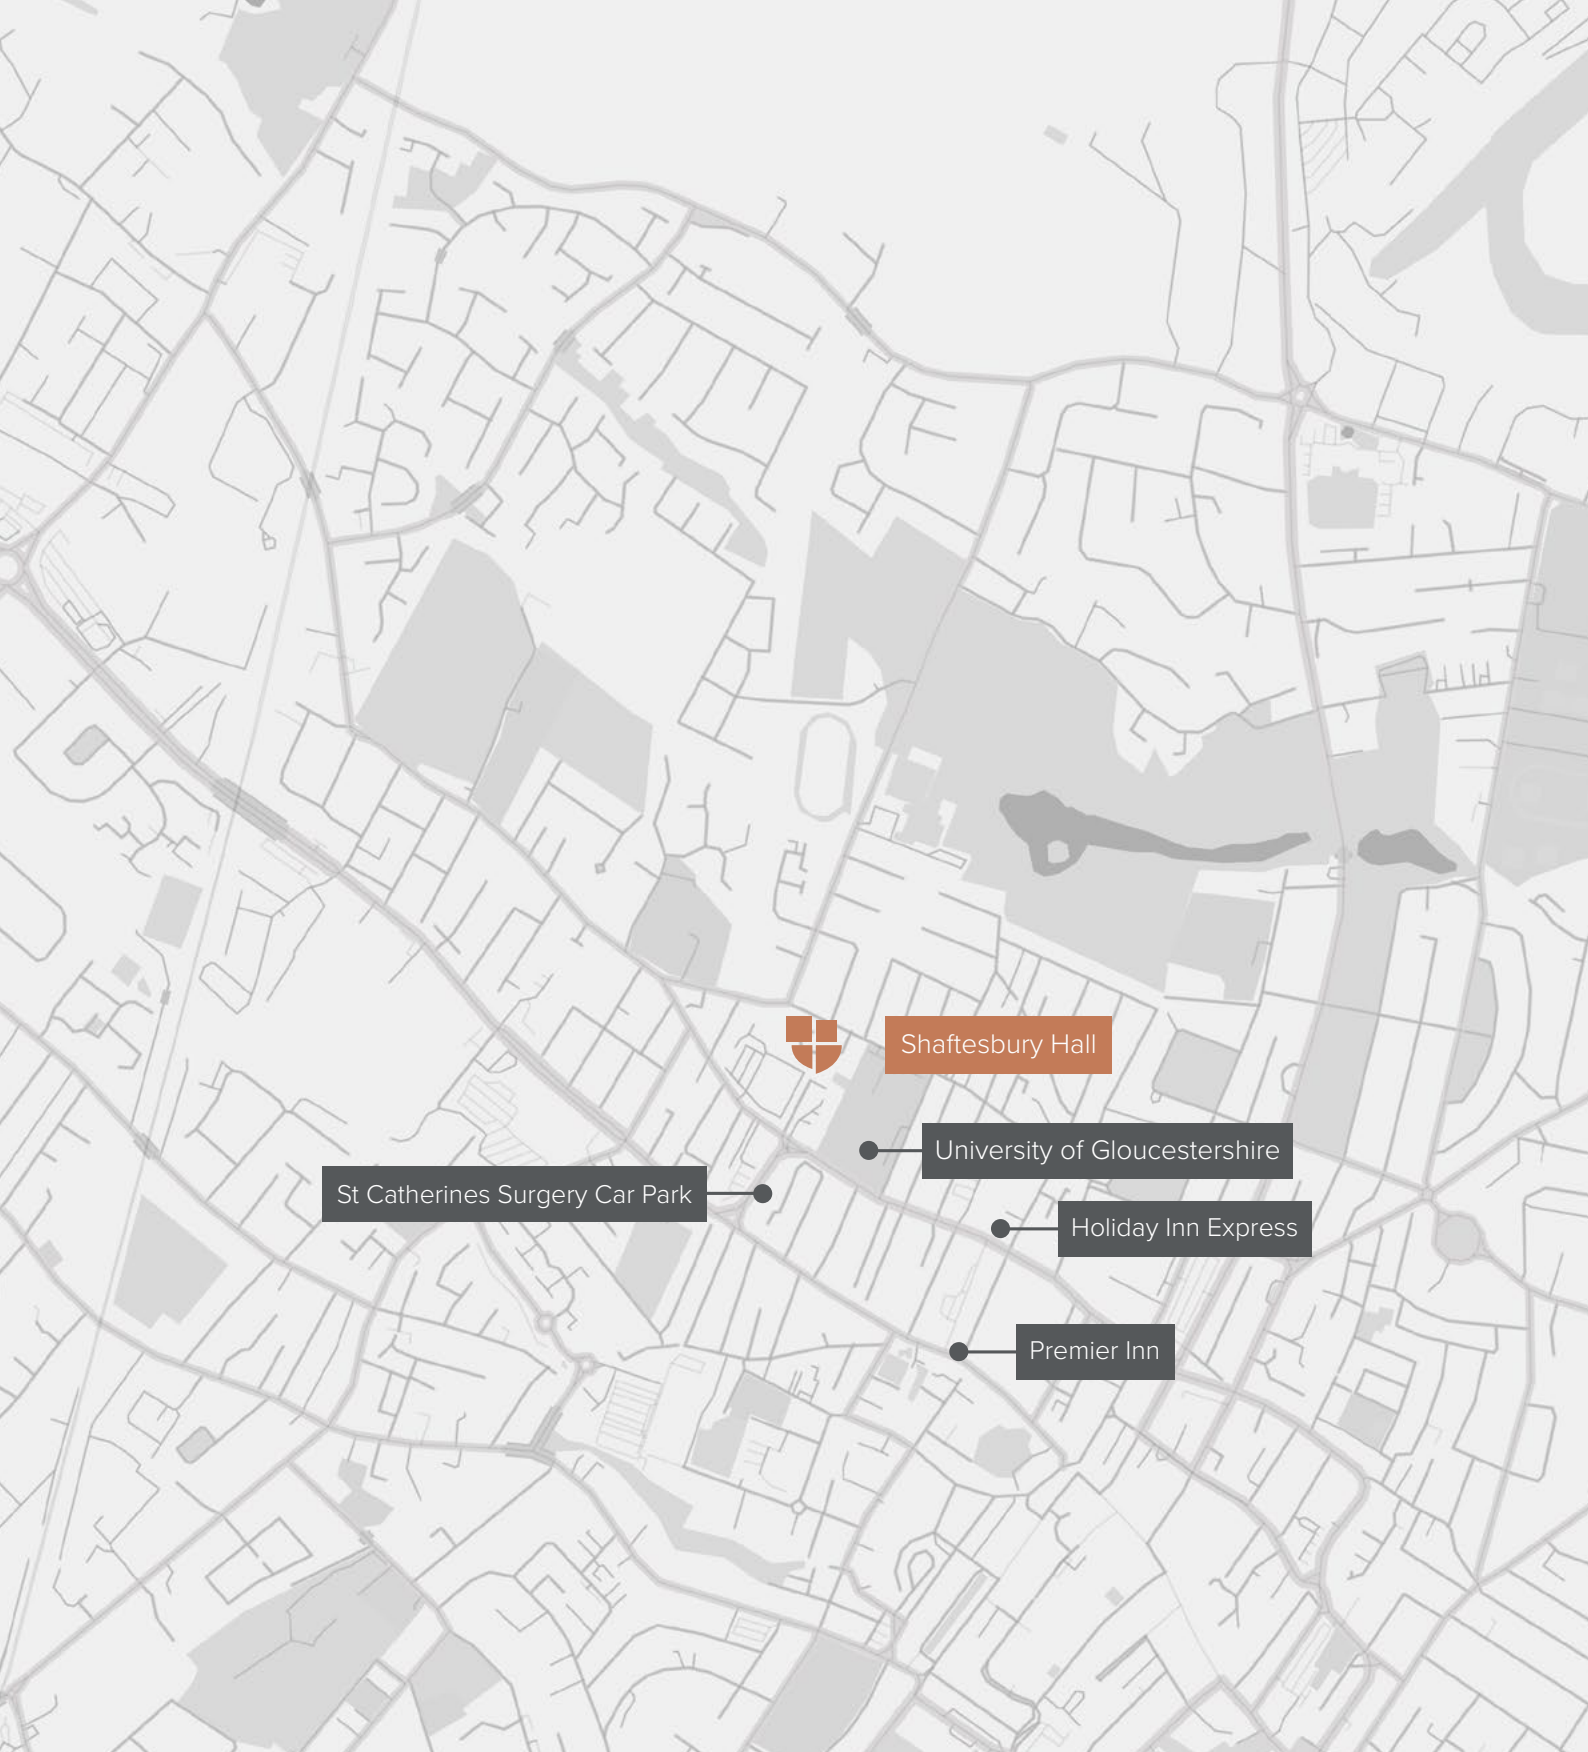 Shaftesbury Hall
University of Gloucestershire
St Catherines Surgery Car Park
Holiday Inn Express
Premier Inn